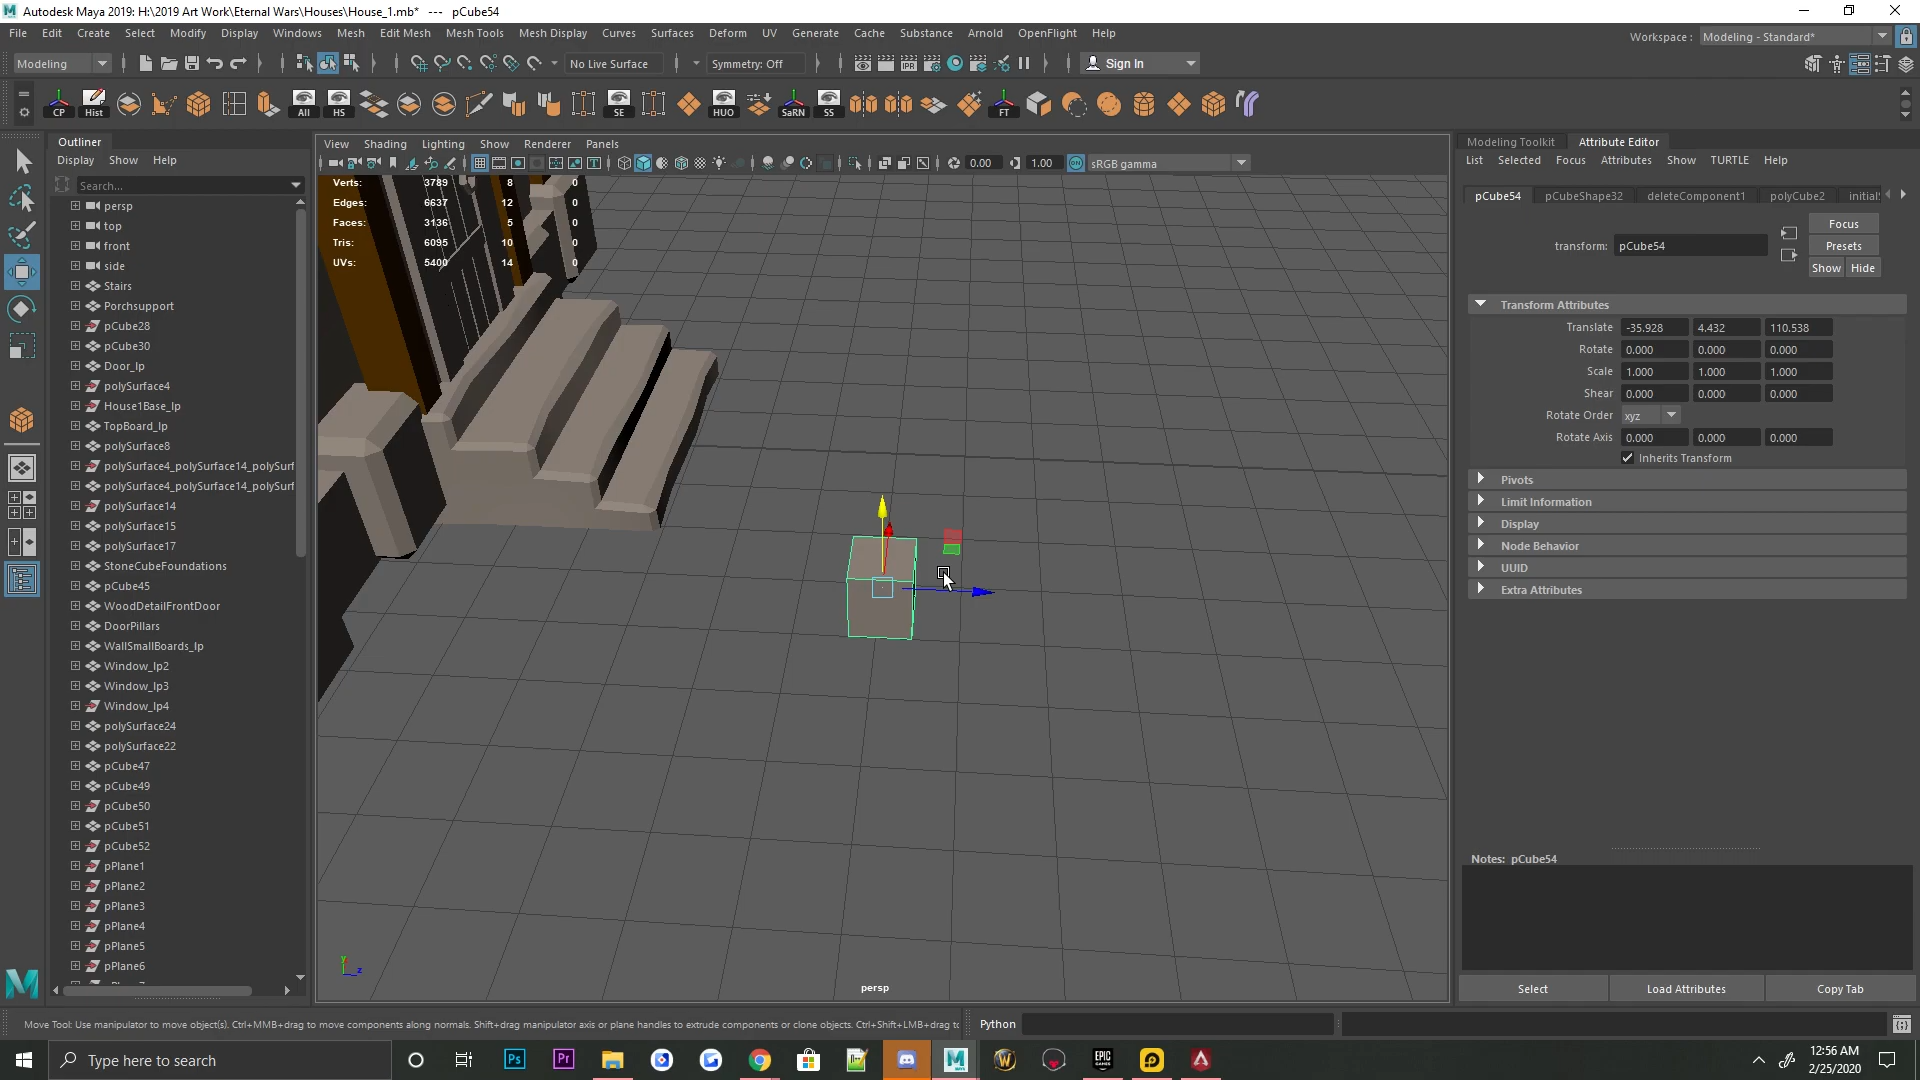 Autodesk Maya 2019: H:\2019 Art Work\Eternal Wars\Houses\House_1.mb*   ---   pCube54
File Edit Create Select Modify Display Windows Mesh Edit Mesh Mesh Tools Mesh Display Curves Surfaces Deform UV Generate Cache Substance Arnold OpenFlight Help
Workspace : Modeling - Standard*
Modeling No Live Surface Symmetry: Off Sign In
CP Hist All HS SE HUO SaRN SS FT
Outliner
Display Show Help
Search...
persp
top
front
side
Stairs
Porchsupport
pCube28
pCube30
Door_lp
polySurface4
House1Base_lp
TopBoard_lp
polySurface8
polySurface4_polySurface14_polySurf
polySurface4_polySurface14_polySurf
polySurface14
polySurface15
polySurface17
StoneCubeFoundations
pCube45
WoodDetailFrontDoor
DoorPillars
WallSmallBoards_lp
Window_lp2
Window_lp3
Window_lp4
polySurface24
polySurface22
pCube47
pCube49
pCube50
pCube51
pCube52
pPlane1
pPlane2
pPlane3
pPlane4
pPlane5
pPlane6
View Shading Lighting Show Renderer Panels
0.00 1.00 sRGB gamma
Verts: 3789 8 0
Edges: 6637 12 0
Faces: 3136 5 0
Tris: 6095 10 0
UVs: 5400 14 0
persp
Modeling Toolkit Attribute Editor
List Selected Focus Attributes Show TURTLE Help
pCube54 pCubeShape32 deleteComponent1 polyCube2 initial
Focus
transform: pCube54 Presets
Show Hide
Transform Attributes
Translate -35.928 4.432 110.538
Rotate 0.000 0.000 0.000
Scale 1.000 1.000 1.000
Shear 0.000 0.000 0.000
Rotate Order xyz
Rotate Axis 0.000 0.000 0.000
Inherits Transform
Pivots
Limit Information
Display
Node Behavior
UUID
Extra Attributes
Notes: pCube54
Select Load Attributes Copy Tab
Move Tool: Use manipulator to move object(s). Ctrl+MMB+drag to move components along normals. Shift+drag manipulator axis or plane handles to extrude components or clone objects. Ctrl+Shift+LMB+drag to
Python
Type here to search
12:56 AM
2/25/2020